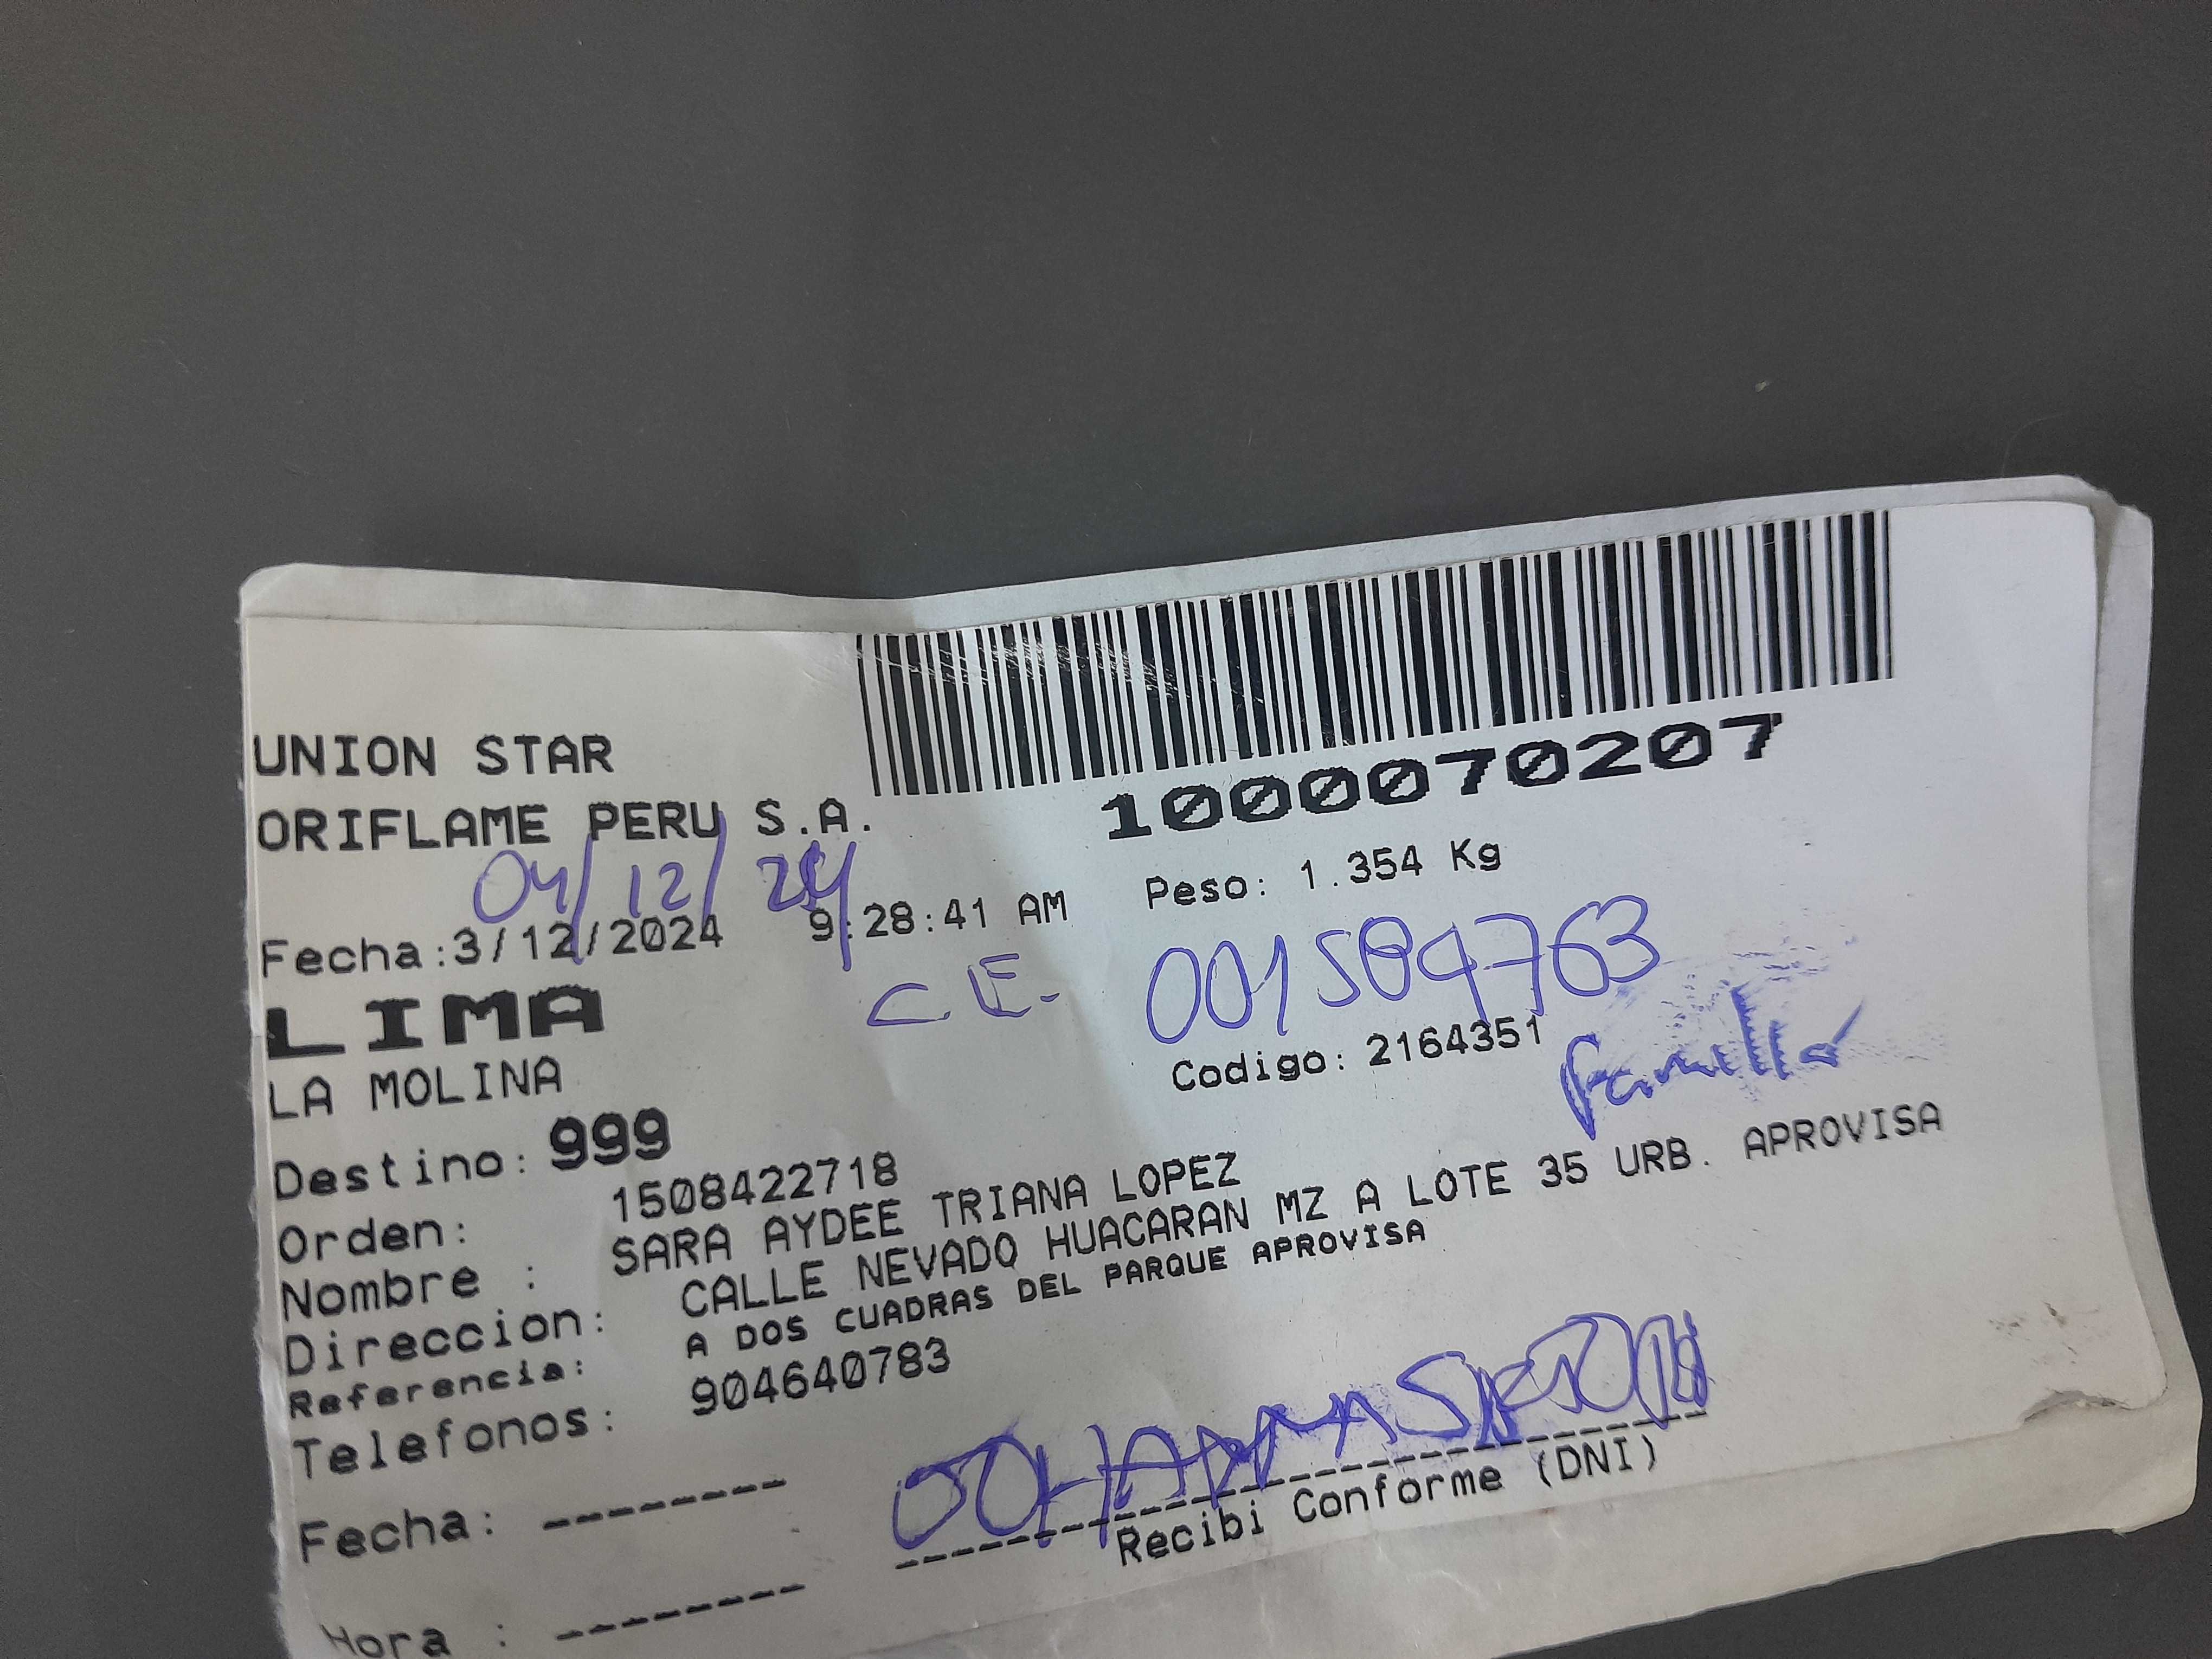 UNION STAR
ORIFLAME PERU S.A.
1000070207
04/12/24
Fecha:3/12/2024 9:28:41 AM Peso: 1.354 Kg
LIMA
C.E. 001589763
LA MOLINA Codigo: 2164351
Familia
Destino: 999
Orden: 1508422718
Nombre : SARA AYDEE TRIANA LOPEZ
Direccion: CALLE NEVADO HUACARAN MZ A LOTE 35 URB. APROVISA
Referencia: A DOS CUADRAS DEL PARQUE APROVISA
Telefonos: 904640783
Fecha: --------
Recibi Conforme (DNI)
Hora : --------